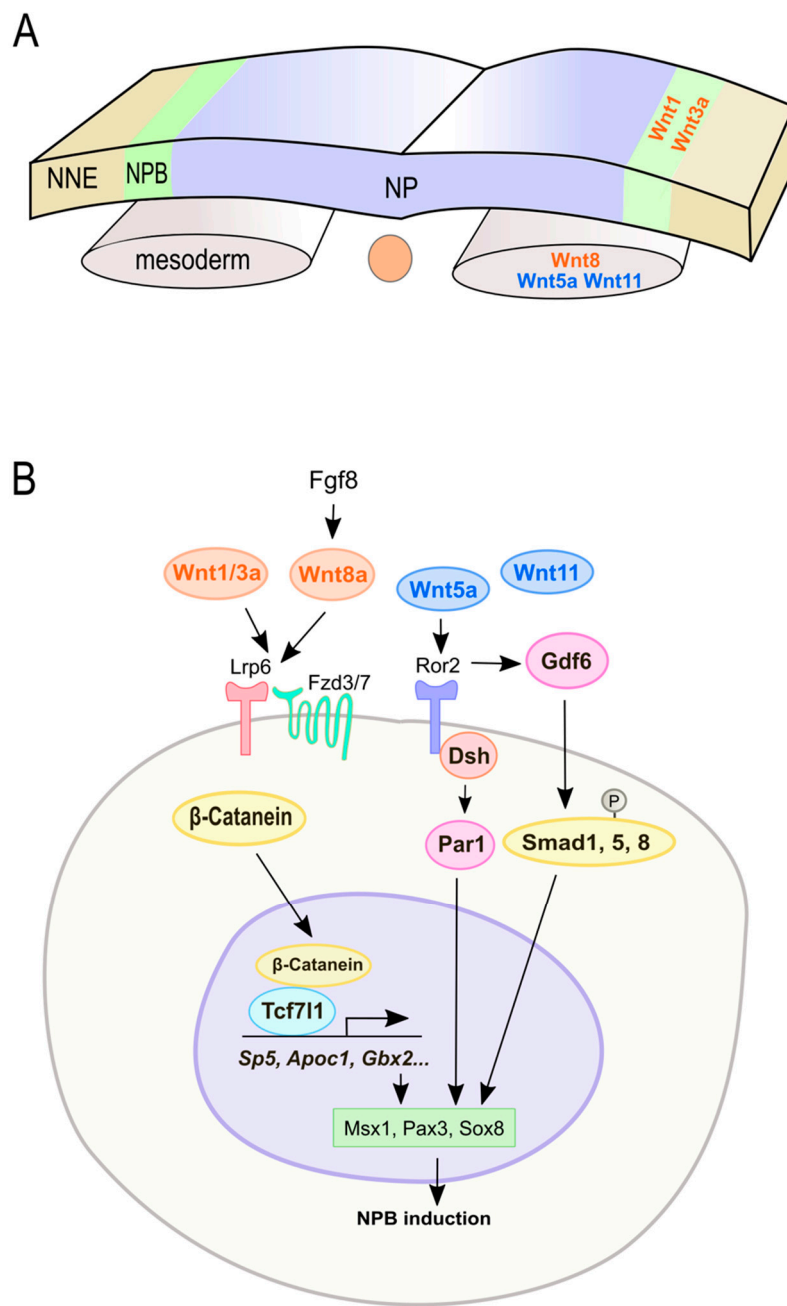 A
Wnt1
Wnt3a
NNE
NPB
NP
mesoderm
Wnt8
Wnt5a Wnt11
B
Fgf8
Wnt1/3a
Wnt8a
Wnt5a
Wnt11
Lrp6
Fzd3/7
Ror2
Gdf6
Dsh
P
β-Catanein
Par1
Smad1, 5, 8
β-Catanein
Tcf7l1
Sp5, Apoc1, Gbx2...
Msx1, Pax3, Sox8
NPB induction